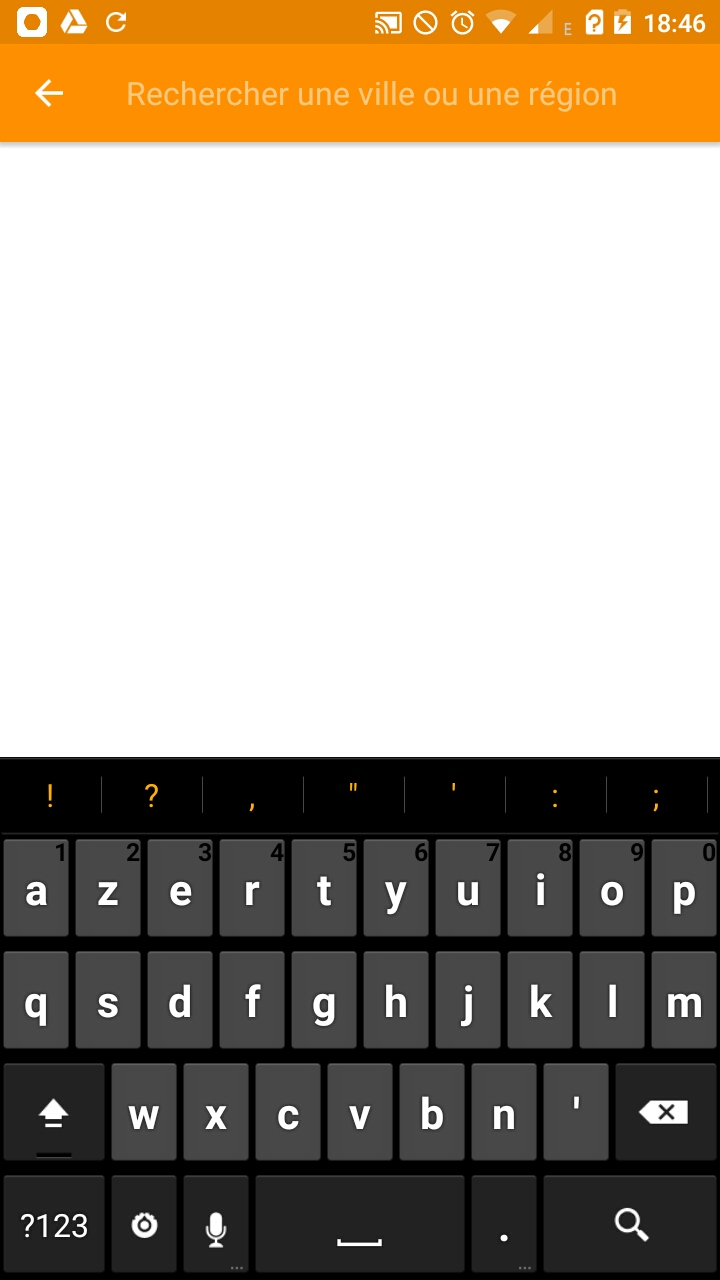 E 18:46
Rechercher une ville ou une région
! ? , " ' : ;
1 2 3 4 5 6 7 8 9 0
a z e r t y u i o p
q s d f g h j k l m
w x c v b n '
?123 .